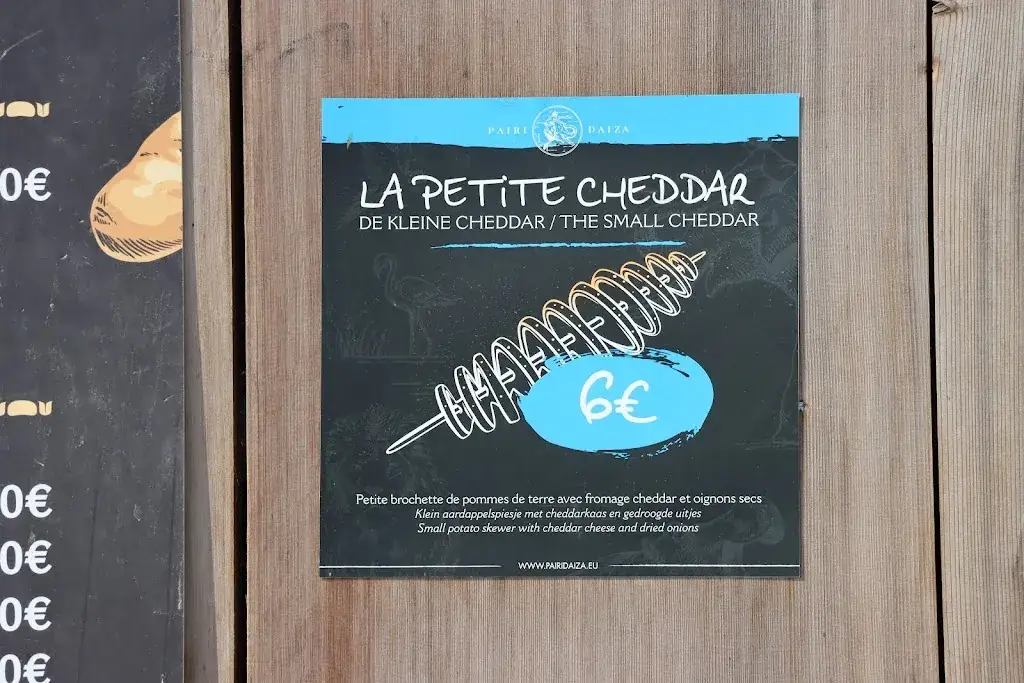 0€
0€
0€
0€
0€
PAIRI DAIZA
LA PETiTE CHEDDAR
DE KLEINE CHEDDAR / THE SMALL CHEDDAR
6€
Petite brochette de pommes de terre avec fromage cheddar et oignons secs
Klein aardappelspiesje met cheddarkaas en gedroogde uitjes
Small potato skewer with cheddar cheese and dried onions
WWW.PAIRIDAIZA.EU